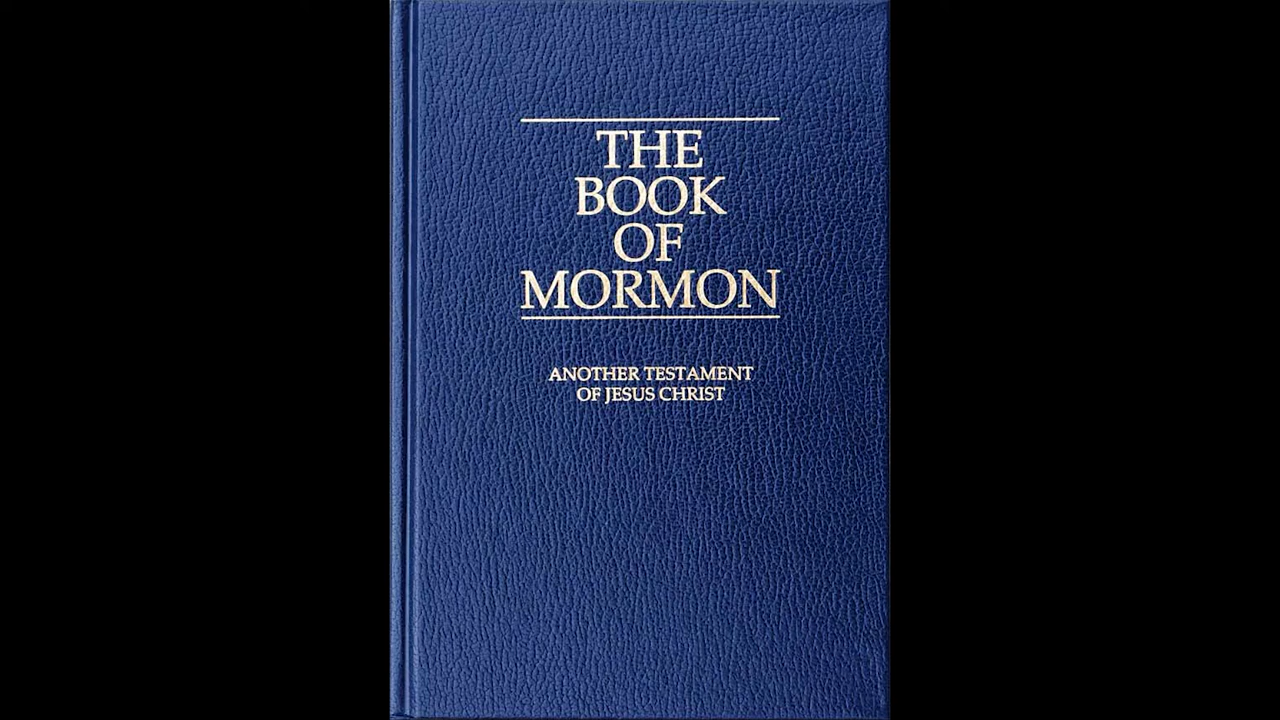 THE
BOOK
OF
MORMON
ANOTHER TESTAMENT
OF JESUS CHRIST